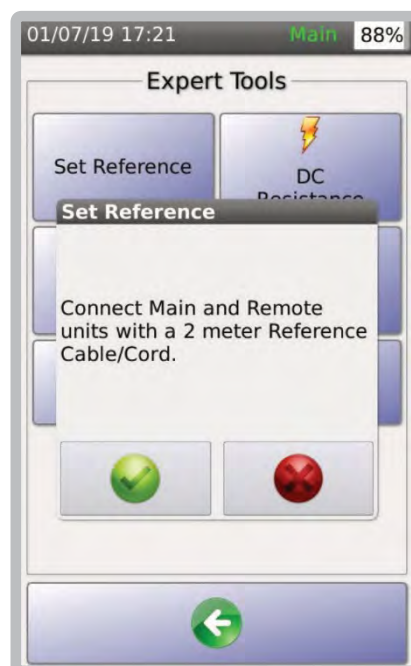 01/07/19 17:21 Main 88%
Expert Tools
Set Reference
DC
Resistance
Set Reference
Connect Main and Remote
units with a 2 meter Reference
Cable/Cord.